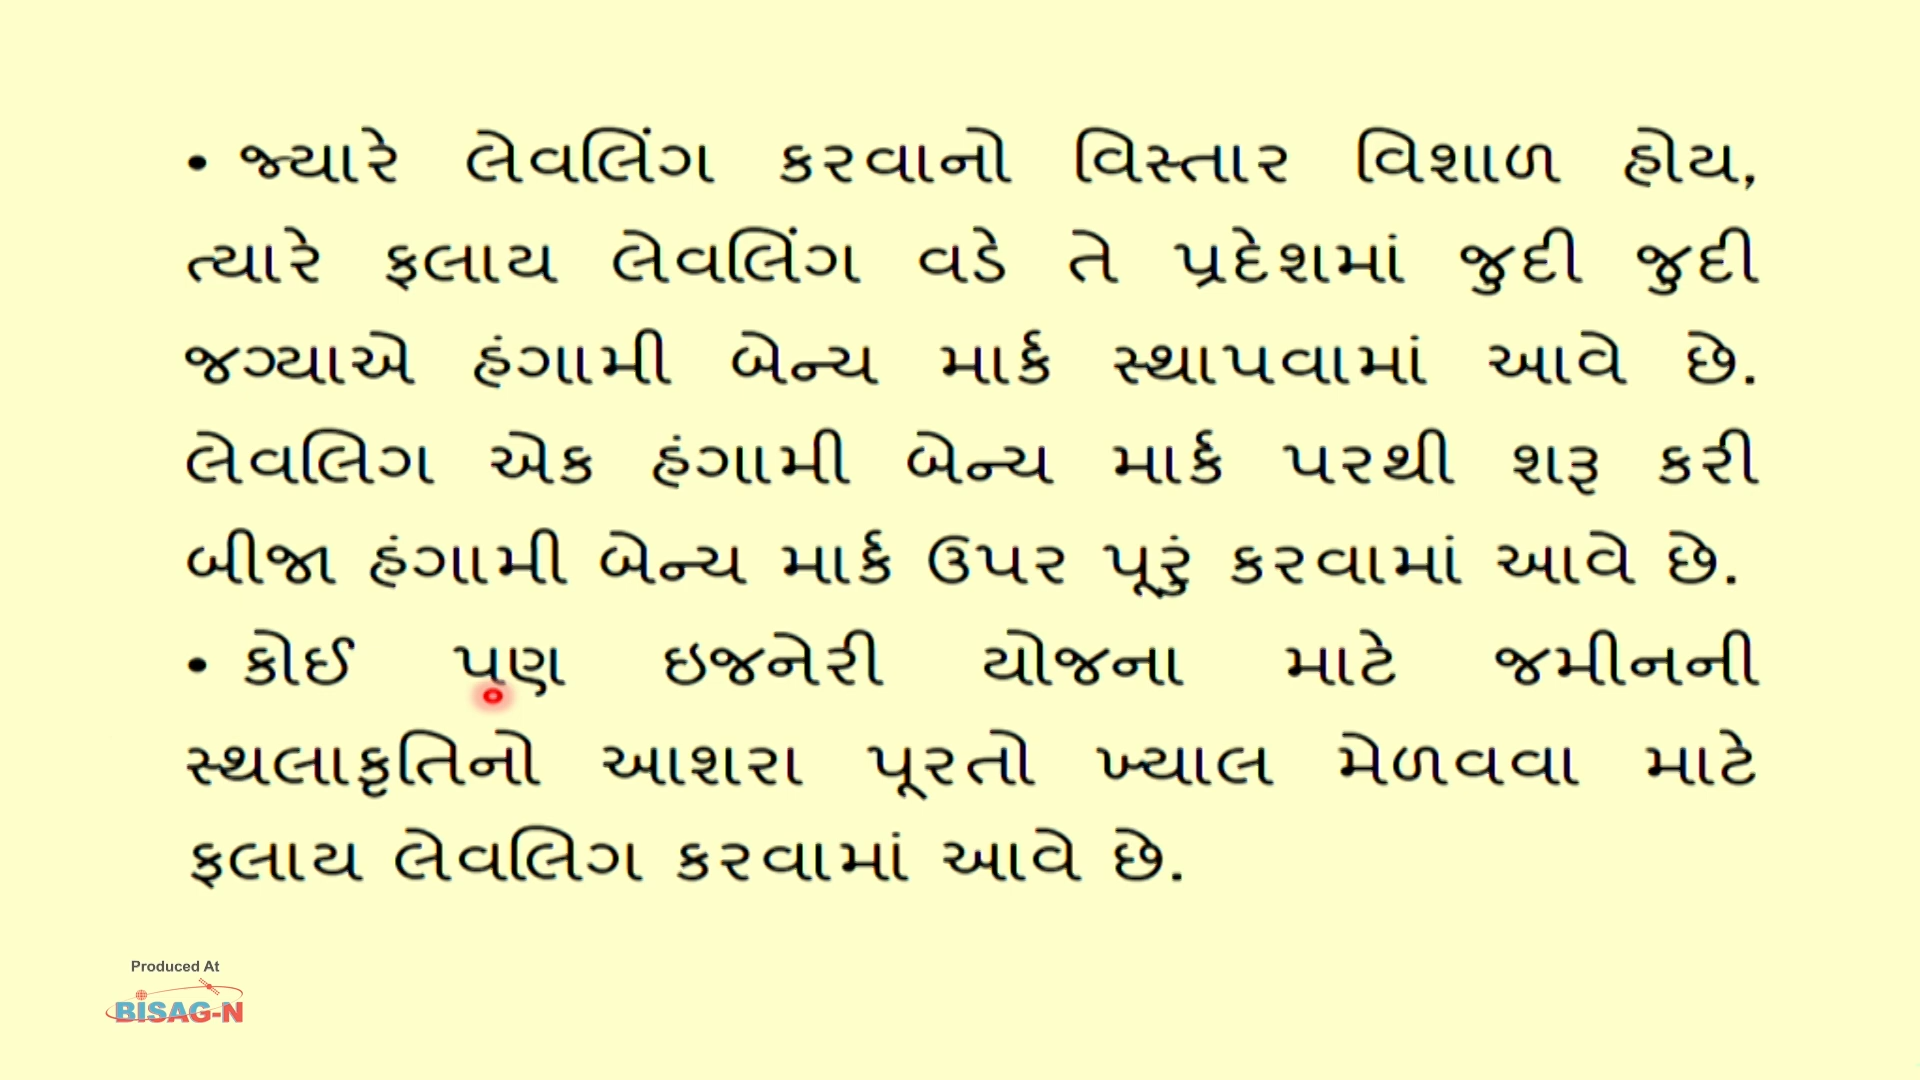 • જ્યારે લેવલિંગ કરવાનો વિસ્તાર વિશાળ હોય,
ત્યારે ફલાય લેવલિંગ વડે તે પ્રદેશમાં જુદી જુદી
જગ્યાએ હંગામી બેન્ચ માર્ક સ્થાપવામાં આવે છે.
લેવલિગ એક હંગામી બેન્ચ માર્ક પરથી શરૂ કરી
બીજા હંગામી બેન્ચ માર્ક ઉપર પૂરું કરવામાં આવે છે.
• કોઈ પણ ઇજનેરી યોજના માટે જમીનની
સ્થલાકૃતિનો આશરા પૂરતો ખ્યાલ મેળવવા માટે
ફલાય લેવલિગ કરવામાં આવે છે.
Produced At
BISAG-N